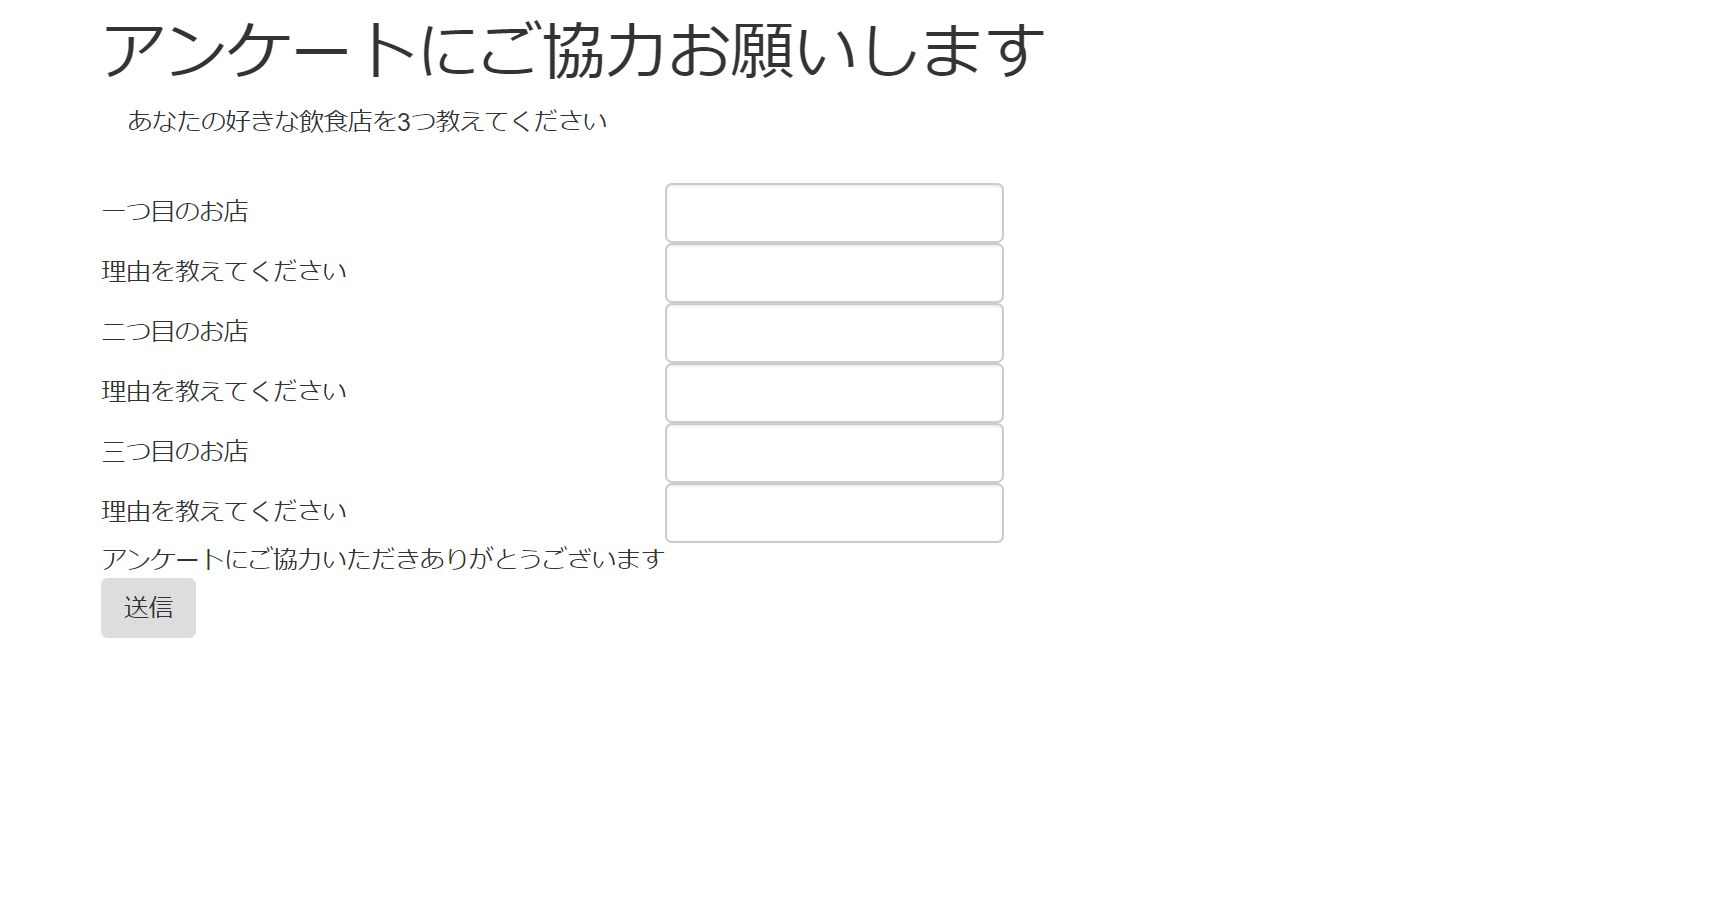 アンケートにご協力お願いします
あなたの好きな飲食店を3つ教えてください
一つ目のお店
理由を教えてください
二つ目のお店
理由を教えてください
三つ目のお店
理由を教えてください
アンケートにご協力いただきありがとうございます
送信